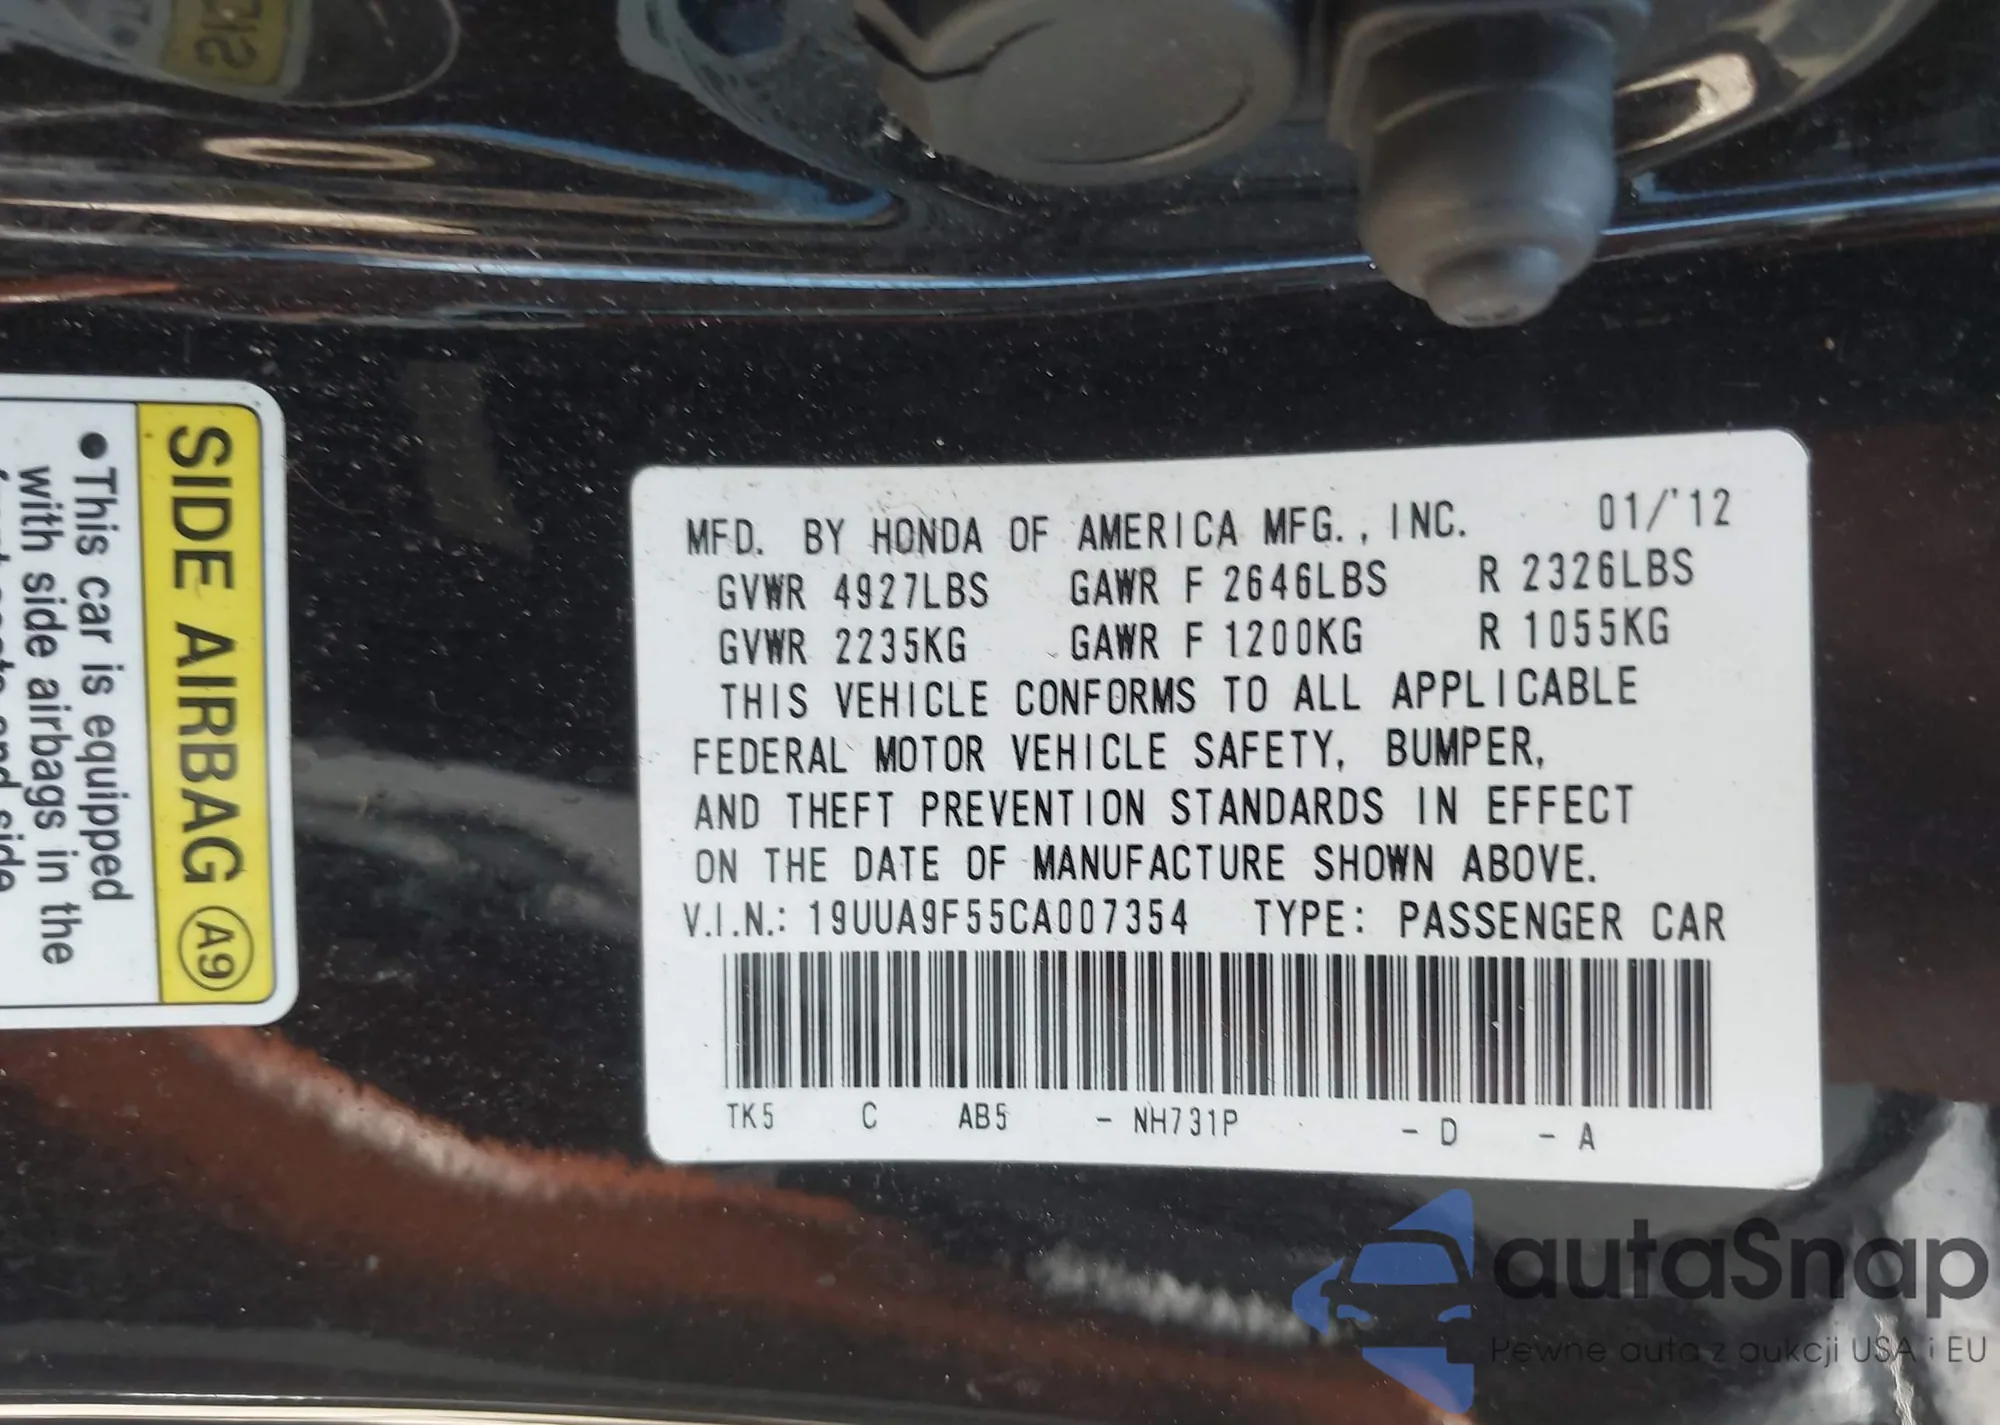 SIDE AIRBAG A9
●This car is equipped
with side airbags in the
MFD. BY HONDA OF AMERICA MFG., INC. 01/'12
GVWR 4927LBS GAWR F 2646LBS R 2326LBS
GVWR 2235KG GAWR F 1200KG R 1055KG
THIS VEHICLE CONFORMS TO ALL APPLICABLE
FEDERAL MOTOR VEHICLE SAFETY, BUMPER,
AND THEFT PREVENTION STANDARDS IN EFFECT
ON THE DATE OF MANUFACTURE SHOWN ABOVE.
V.I.N.: 19UUA9F55CA007354 TYPE: PASSENGER CAR
TK5 C AB5 - NH731P - D - A
autaSnap
Pewne auta z aukcji USA i EU